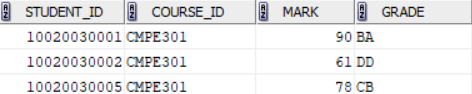 STUDENT_ID COURSE_ID MARK GRADE
10020030001 CMPE301 90 BA
10020030002 CMPE301 61 DD
10020030005 CMPE301 78 CB